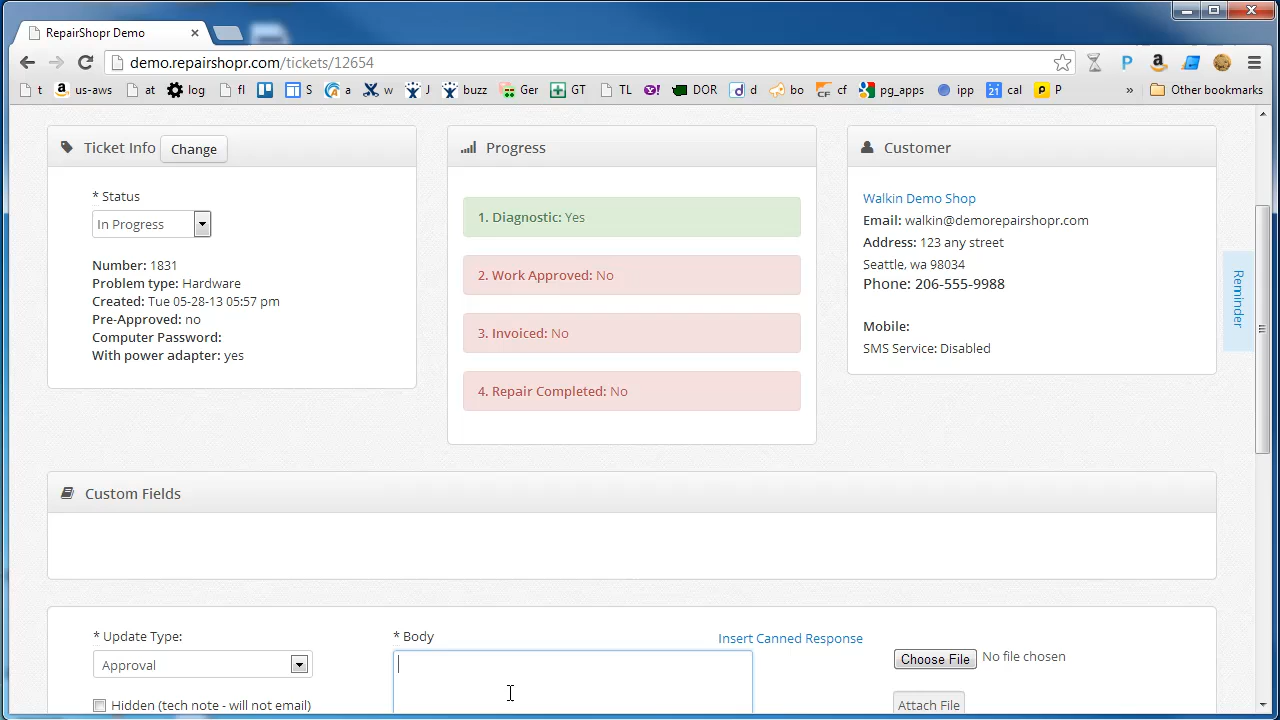 RepairShopr Demo
demo.repairshopr.com/tickets/12654
t us-aws at log fl S a w J buzz Ger GT TL DOR d bo cf pg_apps ipp cal P » Other bookmarks
Ticket Info Change
* Status
In Progress
Number: 1831
Problem type: Hardware
Created: Tue 05-28-13 05:57 pm
Pre-Approved: no
Computer Password:
With power adapter: yes
Progress
1. Diagnostic: Yes
2. Work Approved: No
3. Invoiced: No
4. Repair Completed: No
Customer
Walkin Demo Shop
Email: walkin@demorepairshopr.com
Address: 123 any street
Seattle, wa 98034
Phone: 206-555-9988
Mobile:
SMS Service: Disabled
Reminder
Custom Fields
* Update Type:
Approval
Hidden (tech note - will not email)
* Body
Insert Canned Response
Choose File No file chosen
Attach File